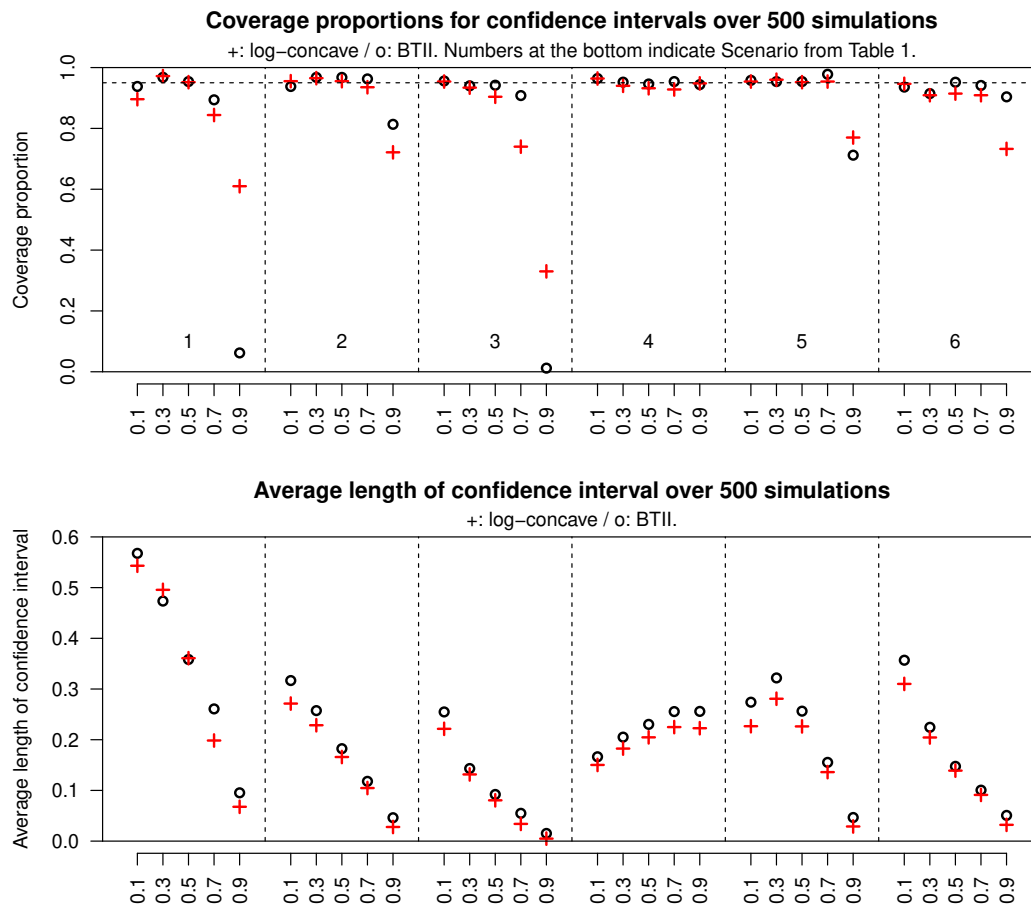 Coverage proportions for confidence intervals over 500 simulations
+: log−concave / o: BTII. Numbers at the bottom indicate Scenario from Table 1.
Coverage proportion
1.0
0.8
0.6
0.4
0.2
0.0
1 2 3 4 5 6
0.1 0.3 0.5 0.7 0.9 0.1 0.3 0.5 0.7 0.9 0.1 0.3 0.5 0.7 0.9 0.1 0.3 0.5 0.7 0.9 0.1 0.3 0.5 0.7 0.9 0.1 0.3 0.5 0.7 0.9
Average length of confidence interval over 500 simulations
+: log−concave / o: BTII.
Average length of confidence interval
0.6
0.5
0.4
0.3
0.2
0.1
0.0
0.1 0.3 0.5 0.7 0.9 0.1 0.3 0.5 0.7 0.9 0.1 0.3 0.5 0.7 0.9 0.1 0.3 0.5 0.7 0.9 0.1 0.3 0.5 0.7 0.9 0.1 0.3 0.5 0.7 0.9